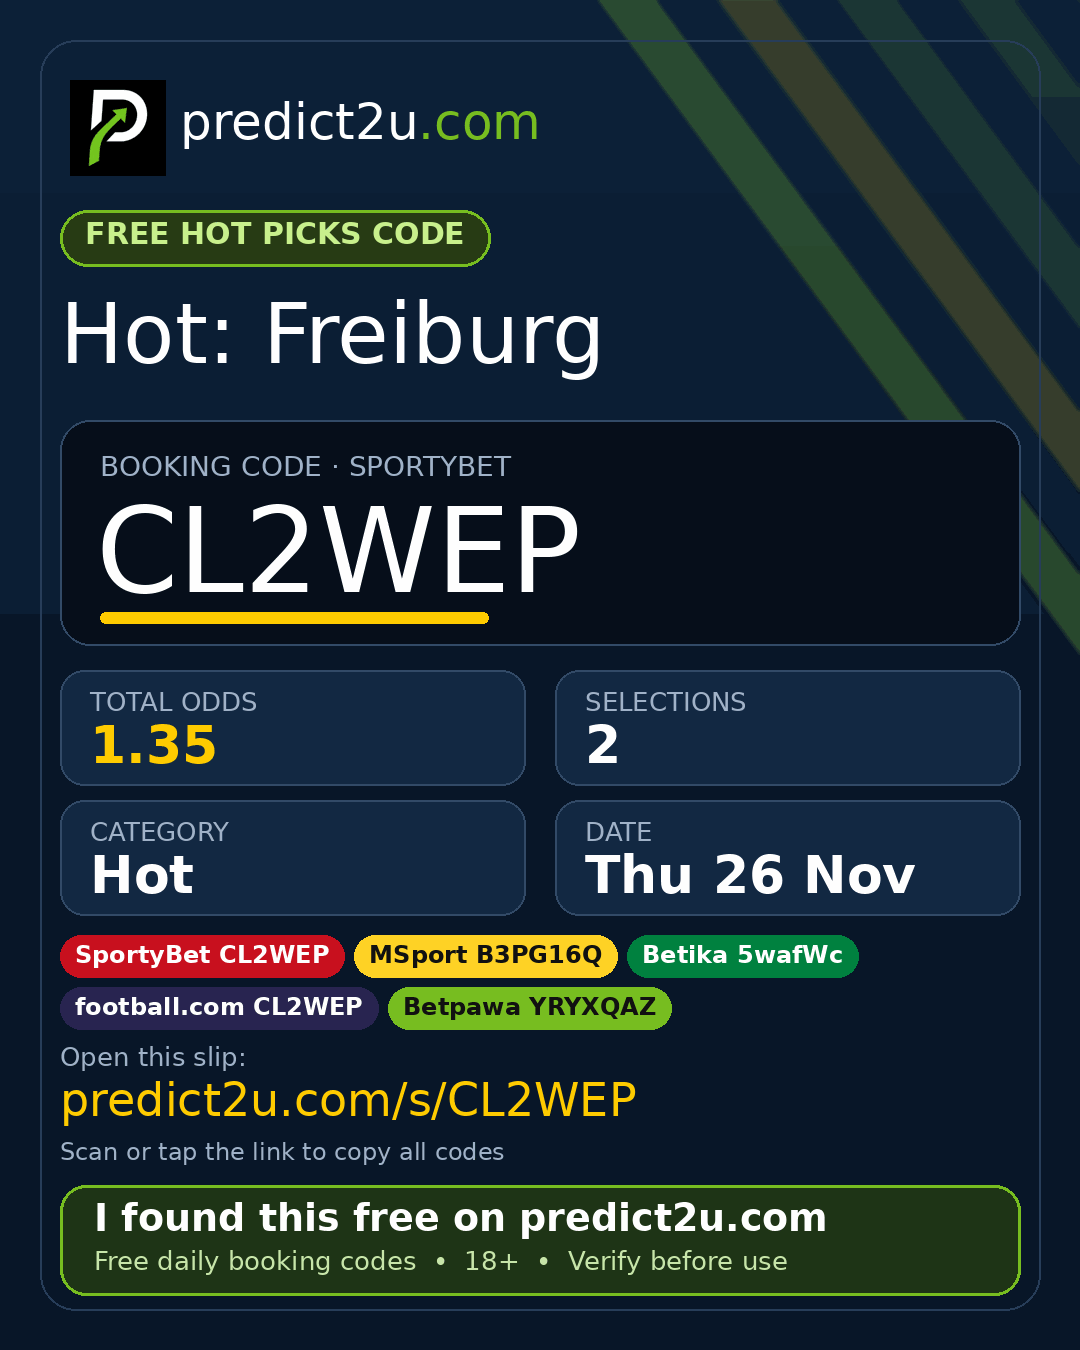 predict2u.com
FREE HOT PICKS CODE
Hot: Freiburg
BOOKING CODE · SPORTYBET
CL2WEP
TOTAL ODDS
1.35
SELECTIONS
2
CATEGORY
Hot
DATE
Thu 26 Nov
SportyBet CL2WEP
MSport B3PG16Q
Betika 5wafWc
football.com CL2WEP
Betpawa YRYXQAZ
Open this slip:
predict2u.com/s/CL2WEP
Scan or tap the link to copy all codes
I found this free on predict2u.com
Free daily booking codes • 18+ • Verify before use